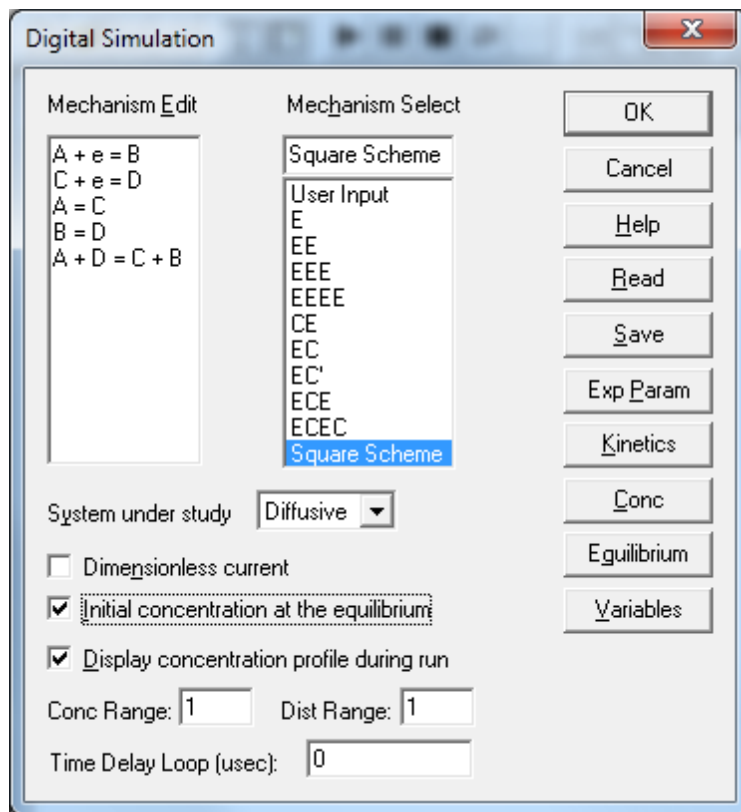 Digital Simulation
Mechanism Edit
A + e = B
C + e = D
A = C
B = D
A + D = C + B
Mechanism Select
Square Scheme
User Input
E
EE
EEE
EEEE
CE
EC
EC'
ECE
ECEC
Square Scheme
OK
Cancel
Help
Read
Save
Exp Param
Kinetics
Conc
Eguilibrium
Variables
System under study Diffusive
Dimensionless current
Initial concentration at the equilibrium
Display concentration profile during run
Conc Range: 1 Dist Range: 1
Time Delay Loop (usec): 0